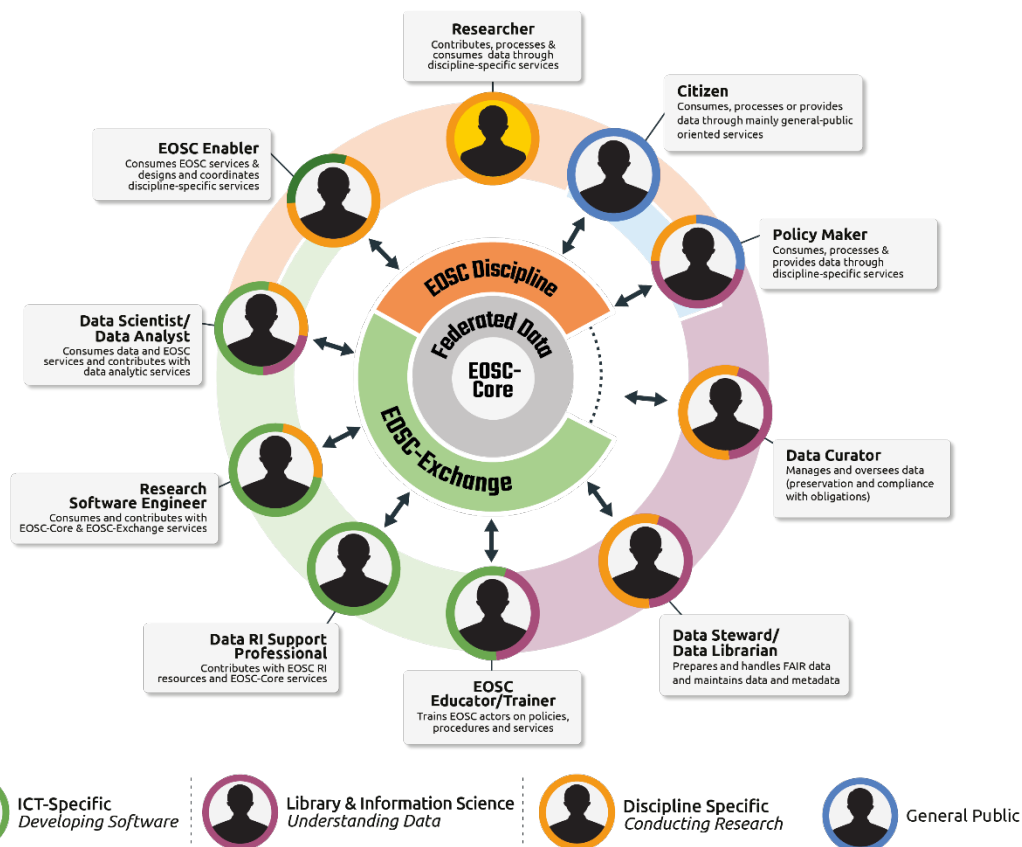 Researcher
Contributes, processes &
consumes data through
discipline-specific services
Citizen
Consumes, processes or provides
data through mainly general-public
oriented services
EOSC Enabler
Consumes EOSC services &
designs and coordinates
discipline-specific services
Policy Maker
Consumes, processes &
provides data through
discipline-specific services
EOSC Discipline
Federated Data
EOSC-
Core
EOSC-Exchange
Data Scientist/
Data Analyst
Consumes data and EOSC
services and contributes with
data analytic services
Data Curator
Manages and oversees data
(preservation and compliance
with obligations)
Research
Software Engineer
Consumes and contributes with
EOSC-Core & EOSC-Exchange services
Data RI Support
Professional
Contributes with EOSC RI
resources and EOSC-Core services
EOSC
Educator/Trainer
Trains EOSC actors on policies,
procedures and services
Data Steward/
Data Librarian
Prepares and handles FAIR data
and maintains data and metadata
ICT-Specific
Developing Software
Library & Information Science
Understanding Data
Discipline Specific
Conducting Research
General Public